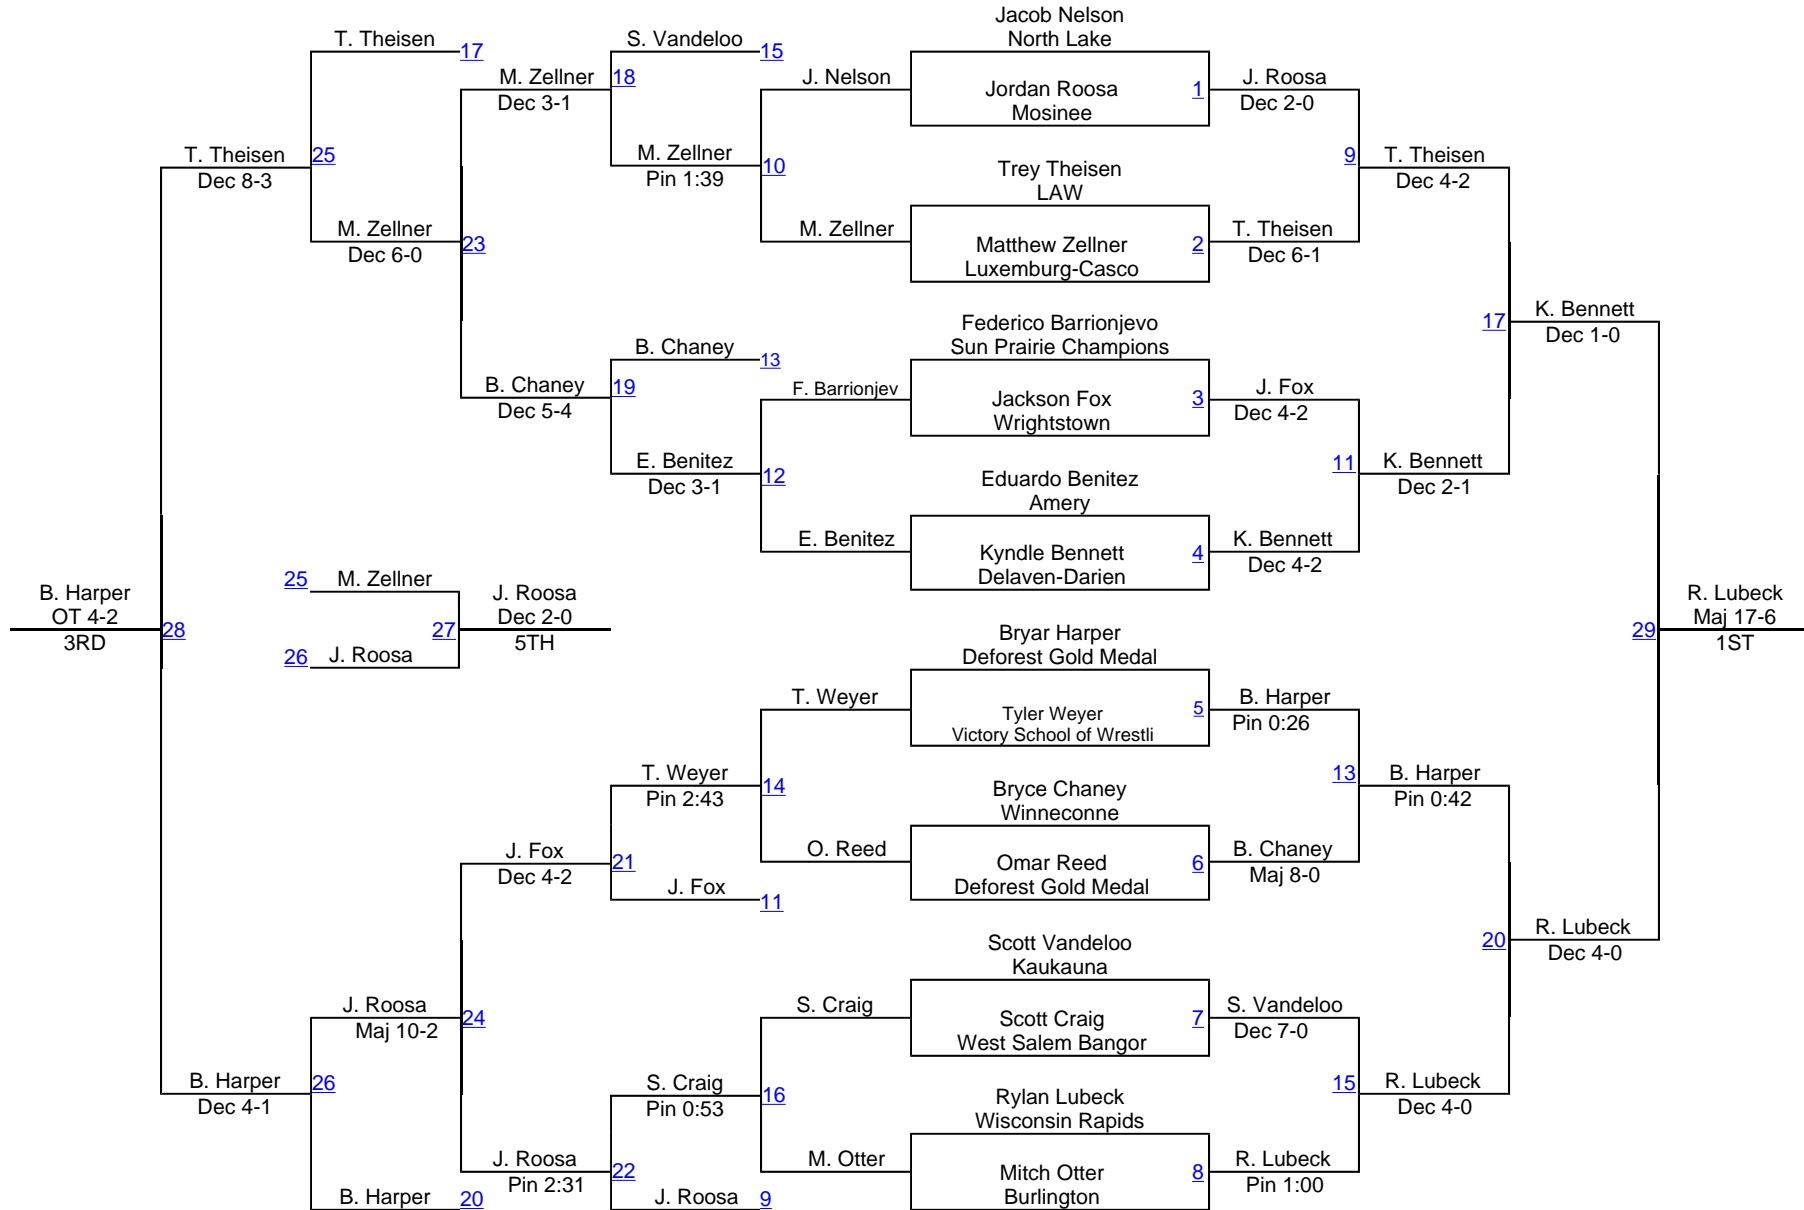 Jacob Nelson
North Lake
T. Theisen
17
S. Vandeloo
15
M. Zellner
18
J. Nelson
Jordan Roosa
1
J. Roosa
Dec 3-1
Mosinee
Dec 2-0
T. Theisen
25
M. Zellner
10
Trey Theisen
9
T. Theisen
Dec 8-3
Pin 1:39
LAW
Dec 4-2
M. Zellner
23
M. Zellner
Matthew Zellner
2
T. Theisen
Dec 6-0
Luxemburg-Casco
Dec 6-1
Federico Barrionjevo
17
K. Bennett
B. Chaney
13
Sun Prairie Champions
Dec 1-0
B. Chaney
19
F. Barrionjev
Jackson Fox
3
J. Fox
Dec 5-4
Wrightstown
Dec 4-2
E. Benitez
12
Eduardo Benitez
11
K. Bennett
Dec 3-1
Amery
Dec 2-1
E. Benitez
Kyndle Bennett
4
K. Bennett
Delaven-Darien
Dec 4-2
25
M. Zellner
B. Harper
J. Roosa
R. Lubeck
OT 4-2
Dec 2-0
Maj 17-6
28
27
29
3RD
5TH
1ST
26
J. Roosa
Bryar Harper
Deforest Gold Medal
T. Weyer
Tyler Weyer
5
B. Harper
Victory School of Wrestli
Pin 0:26
T. Weyer
14
Bryce Chaney
13
B. Harper
Pin 2:43
Winneconne
Pin 0:42
J. Fox
21
O. Reed
Omar Reed
6
B. Chaney
Dec 4-2
Deforest Gold Medal
Maj 8-0
J. Fox
11
Scott Vandeloo
20
R. Lubeck
Kaukauna
Dec 4-0
J. Roosa
24
S. Craig
Scott Craig
7
S. Vandeloo
Maj 10-2
West Salem Bangor
Dec 7-0
B. Harper
26
S. Craig
16
Rylan Lubeck
15
R. Lubeck
Dec 4-1
Pin 0:53
Wisconsin Rapids
Dec 4-0
J. Roosa
22
M. Otter
Mitch Otter
8
R. Lubeck
Pin 2:31
Burlington
Pin 1:00
B. Harper
20
J. Roosa
9